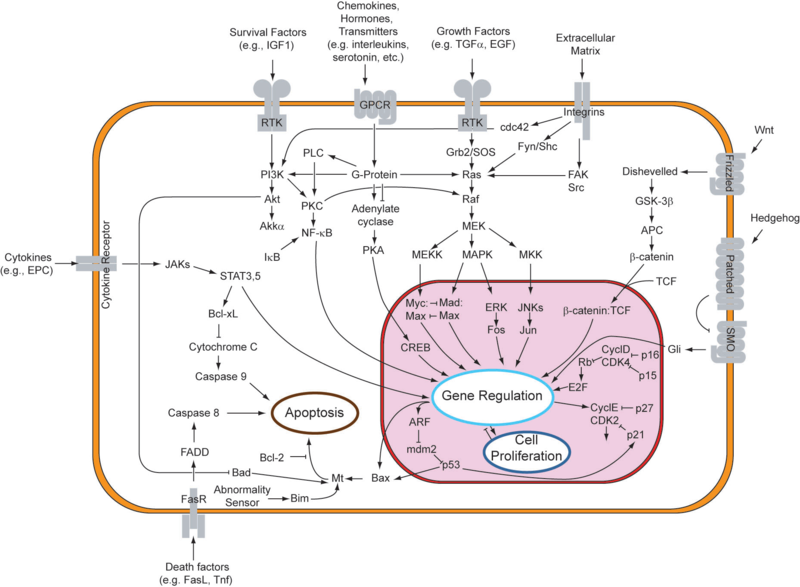 Chemokines,
Hormones,
Transmitters
(e.g. interleukins,
serotonin, etc.)
Survival Factors
(e.g., IGF1)
Growth Factors
(e.g. TGFα, EGF)
Extracellular
Matrix
RTK
GPCR
RTK
Integrins
cdc42
Grb2/SOS
Fyn/Shc
PLC
PI3K
G-Protein
Ras
FAK
Src
Akt
PKC
Adenylate
cyclase
Raf
Akkα
NF-κB
MEK
IκB
PKA
MEKK
MAPK
MKK
Wnt
Frizzled
Dishevelled
GSK-3β
APC
β-catenin
TCF
β-catenin:TCF
Hedgehog
Patched
SMO
Gli
Cytokines
(e.g., EPC)
Cytokine Receptor
JAKs
STAT3,5
Bcl-xL
Cytochrome C
Caspase 9
Caspase 8
Apoptosis
FADD
Bcl-2
Bad
Mt
Bax
FasR
Abnormality
Sensor
Bim
Death factors
(e.g. FasL, Tnf)
Myc:
Max
Mad:
Max
ERK
Fos
JNKs
Jun
CREB
Gene Regulation
CyclD
CDK4
p16
p15
Rb
E2F
CyclE
CDK2
p27
p21
ARF
mdm2
p53
Cell
Proliferation